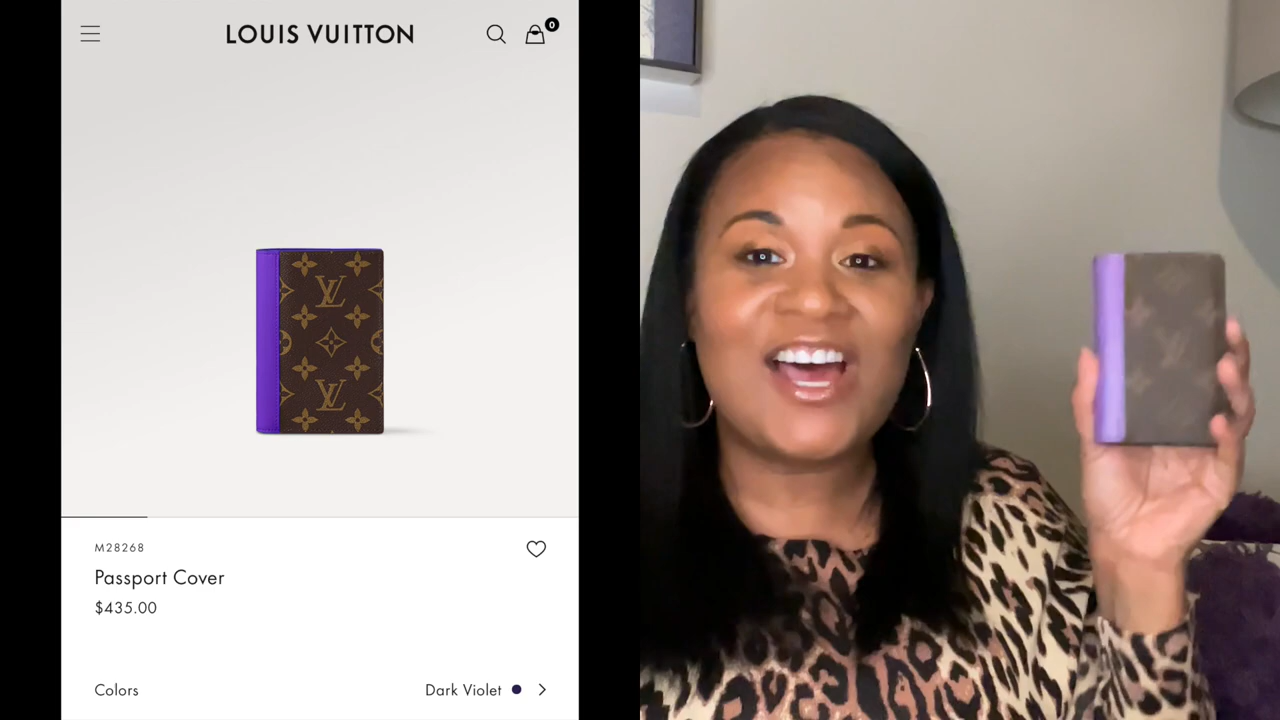 LOUIS VUITTON
0
M28268
Passport Cover
$435.00
Colors
Dark Violet